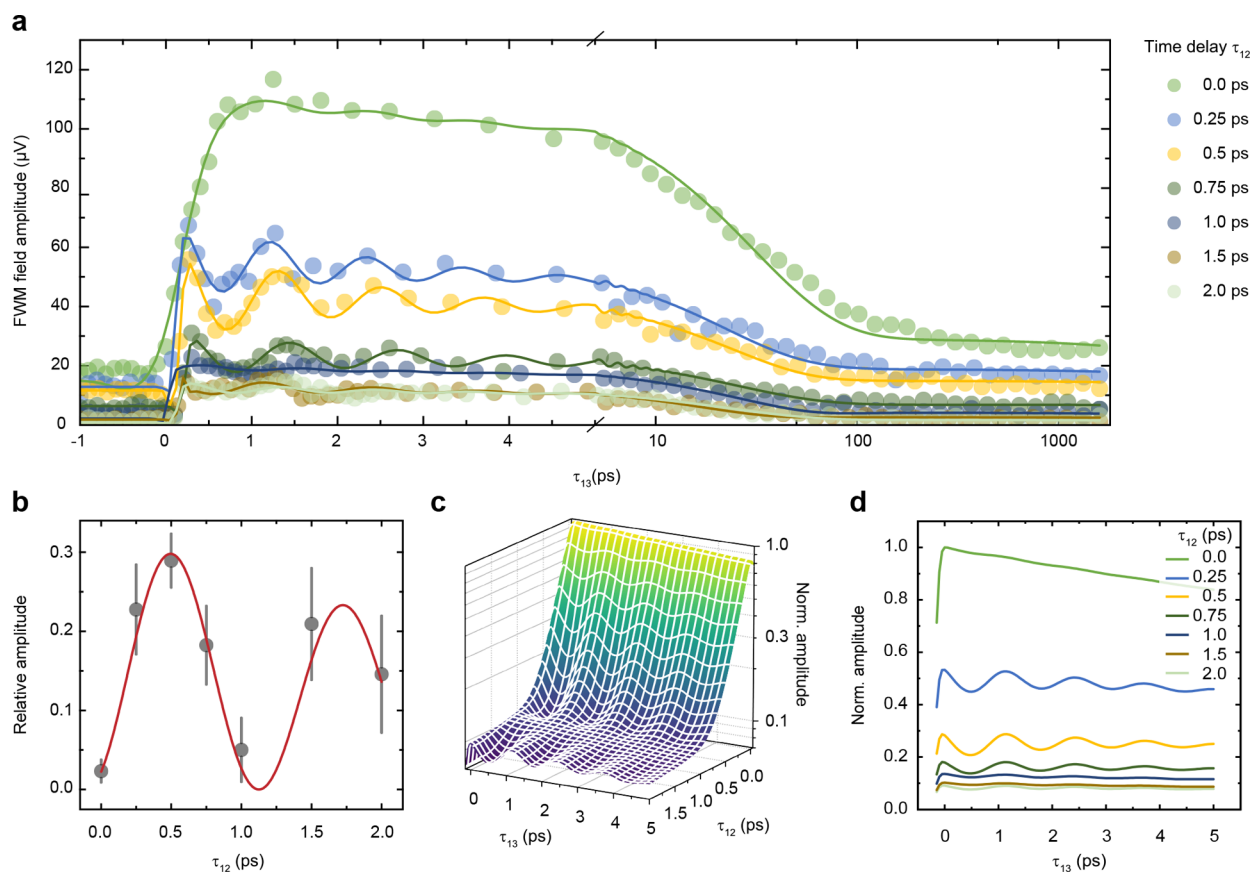 a
FWM field amplitude (µV)
120
100
80
60
40
20
0
-1
0
1
2
3
4
10
100
1000
τ13(ps)
Time delay τ12
0.0 ps
0.25 ps
0.5 ps
0.75 ps
1.0 ps
1.5 ps
2.0 ps
b
Relative amplitude
0.3
0.2
0.1
0.0
0.0
0.5
1.0
1.5
2.0
τ12 (ps)
c
1.0
0.3
0.1
Norm. amplitude
0
1
2
3
4
5
τ13 (ps)
1.5
1.0
0.5
0.0
τ12 (ps)
d
Norm. amplitude
1.0
0.8
0.6
0.4
0.2
0.0
0
1
2
3
4
5
τ13 (ps)
τ12 (ps)
0.0
0.25
0.5
0.75
1.0
1.5
2.0